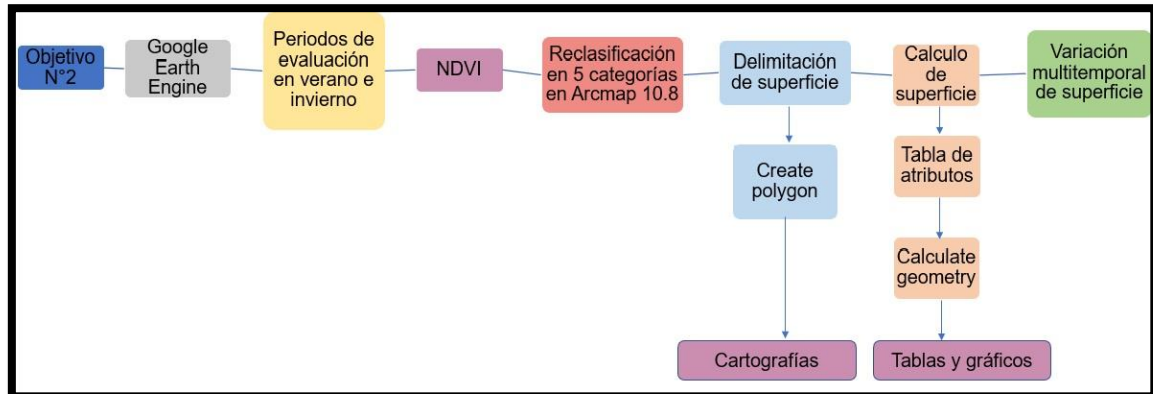 Objetivo
N°2
Google
Earth
Engine
Periodos de
evaluación
en verano e
invierno
NDVI
Reclasificación
en 5 categorías
en Arcmap 10.8
Delimitación
de superficie
Calculo
de
superficie
Variación
multitemporal
de superficie
Create
polygon
Tabla de
atributos
Calculate
geometry
Cartografías
Tablas y gráficos